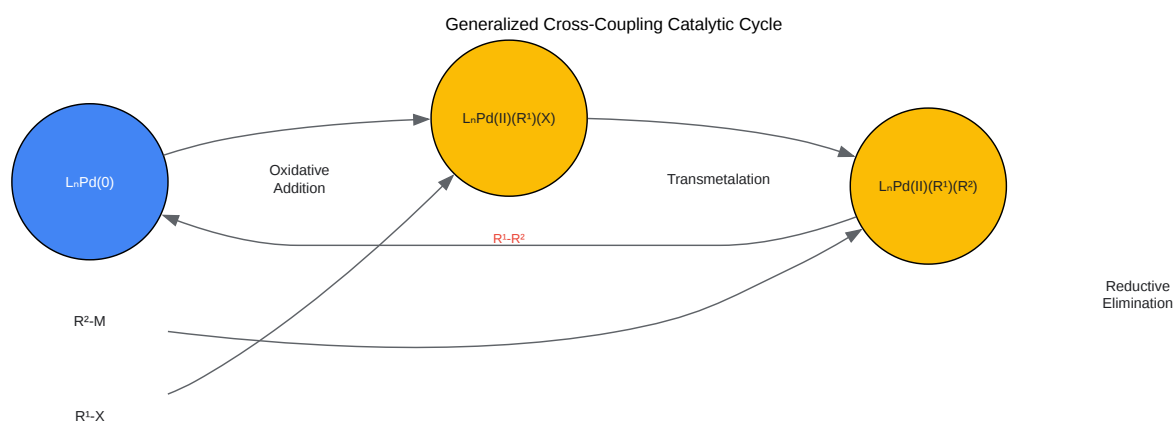 Generalized Cross-Coupling Catalytic Cycle
LₙPd(II)(R¹)(X)
Oxidative
Addition
Transmetalation
LₙPd(0)
LₙPd(II)(R¹)(R²)
R¹-R²
Reductive
Elimination
R²-M
R¹-X